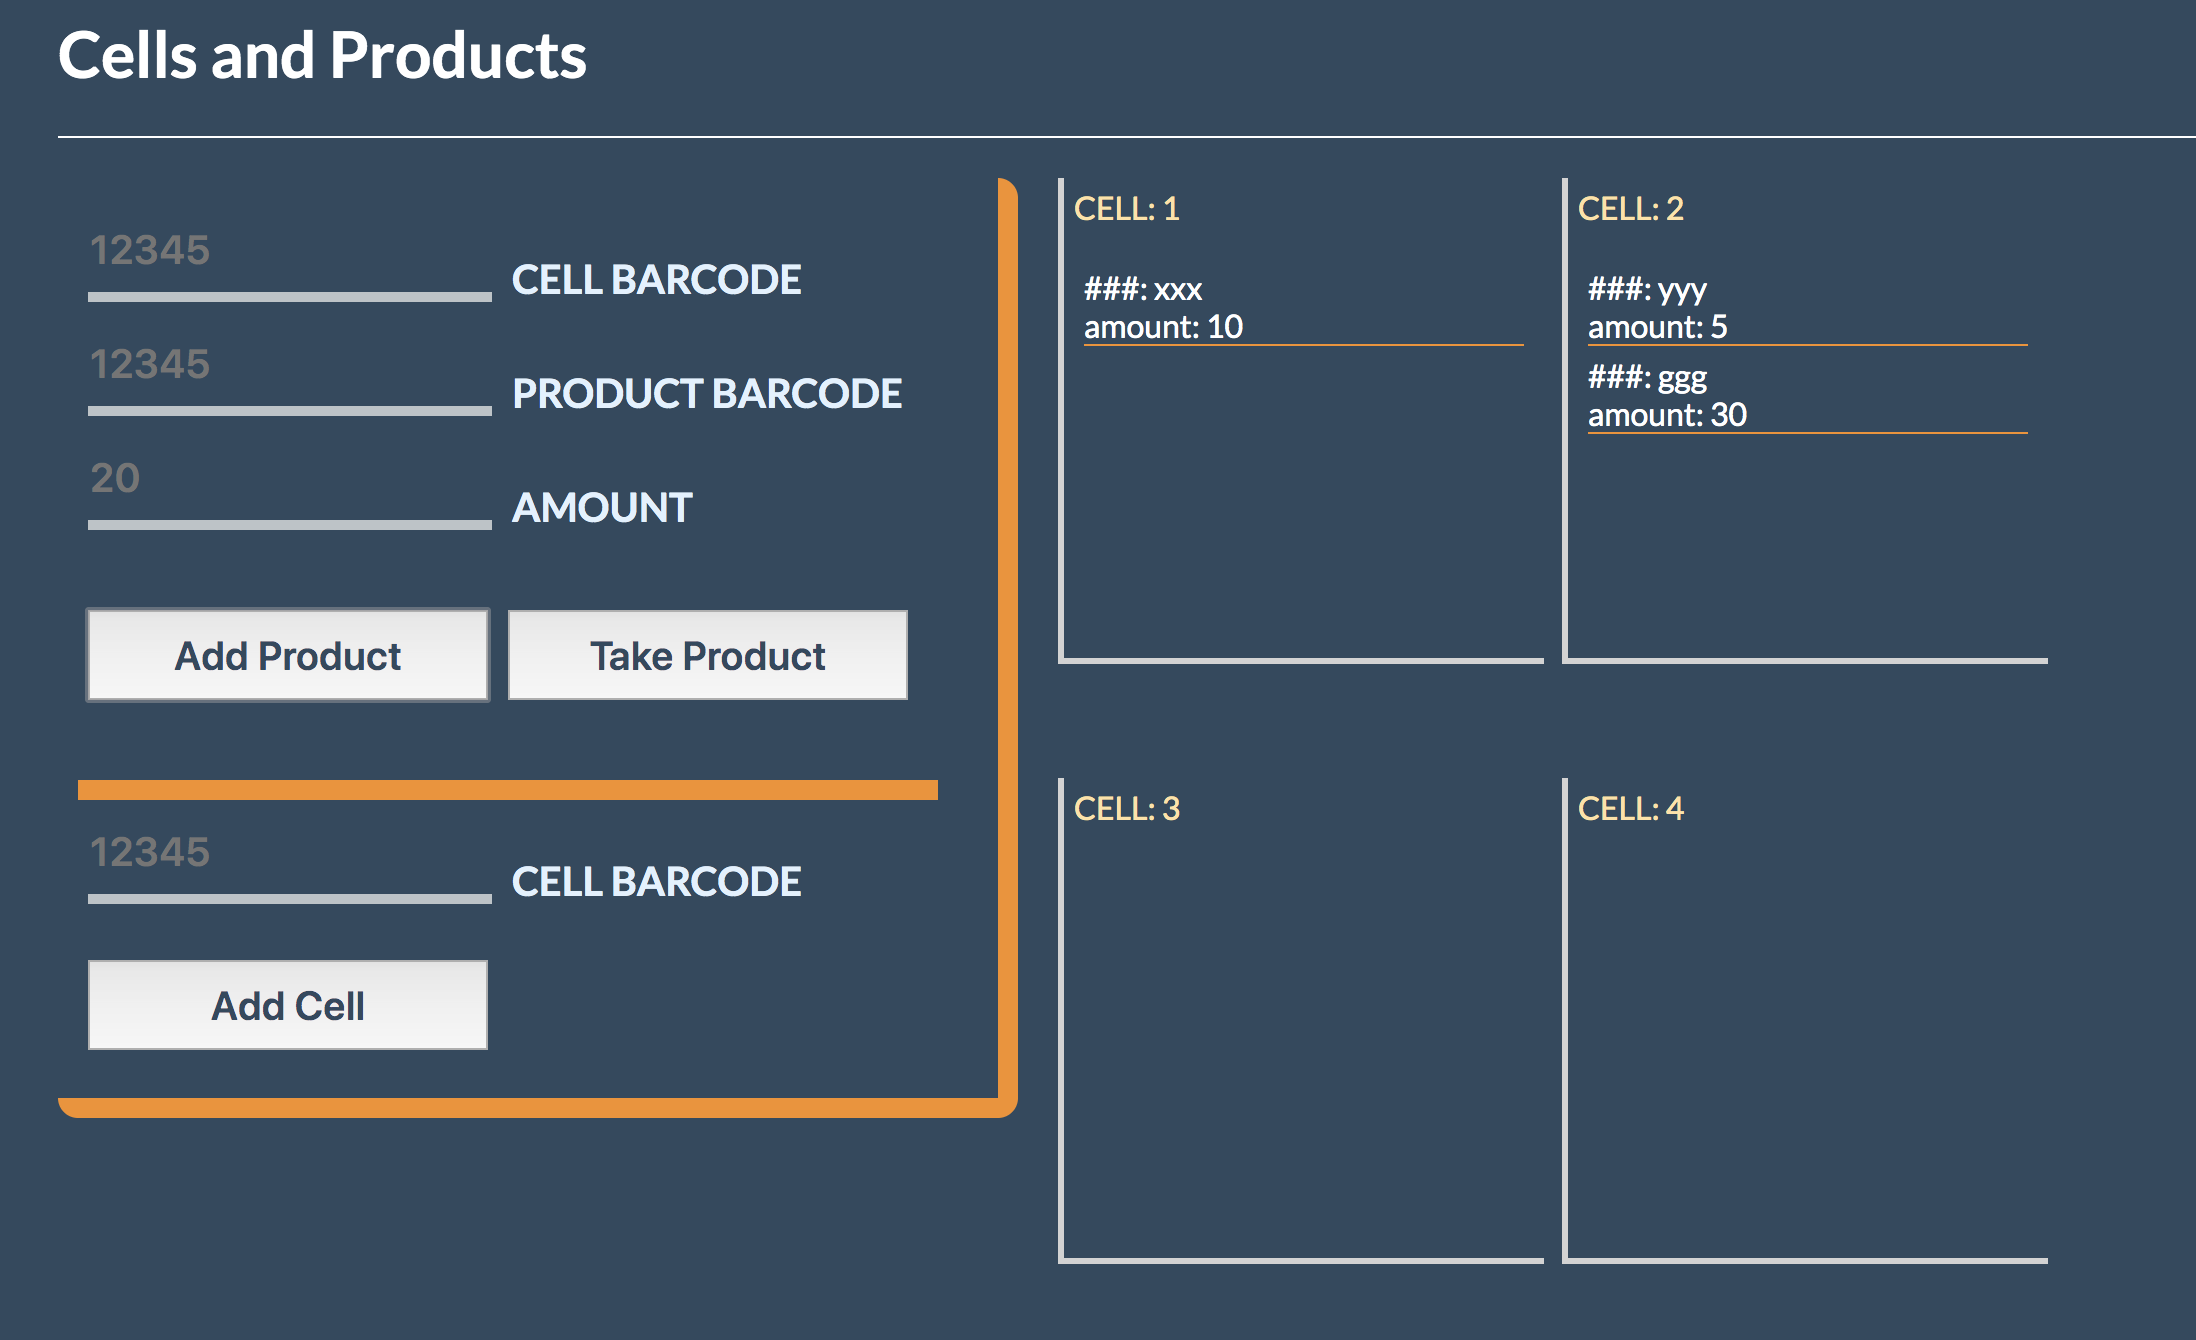 Cells and Products
12345
CELL BARCODE
12345
PRODUCT BARCODE
20
AMOUNT
Add Product
Take Product
12345
CELL BARCODE
Add Cell
CELL: 1
###: xxx
amount: 10
CELL: 2
###: yyy
amount: 5
###: ggg
amount: 30
CELL: 3
CELL: 4